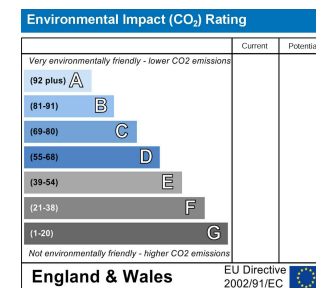 Environmental Impact (CO₂) Rating
Current Potentia
Very environmentally friendly - lower CO2 emissions
(92 plus) A
(81-91) B
(69-80) C
(55-68) D
(39-54) E
(21-38) F
(1-20) G
Not environmentally friendly - higher CO2 emissions
England & Wales
EU Directive
2002/91/EC